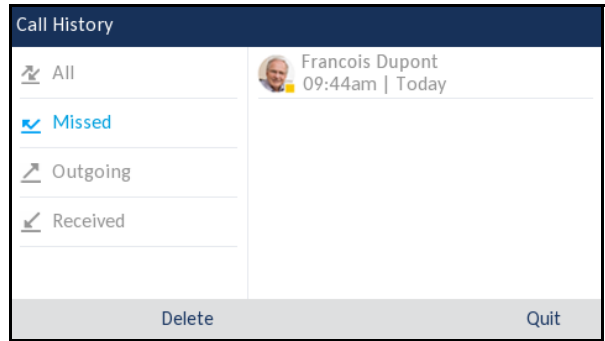 Call History
All
Missed
Outgoing
Received
Francois Dupont
09:44am | Today
Delete
Quit